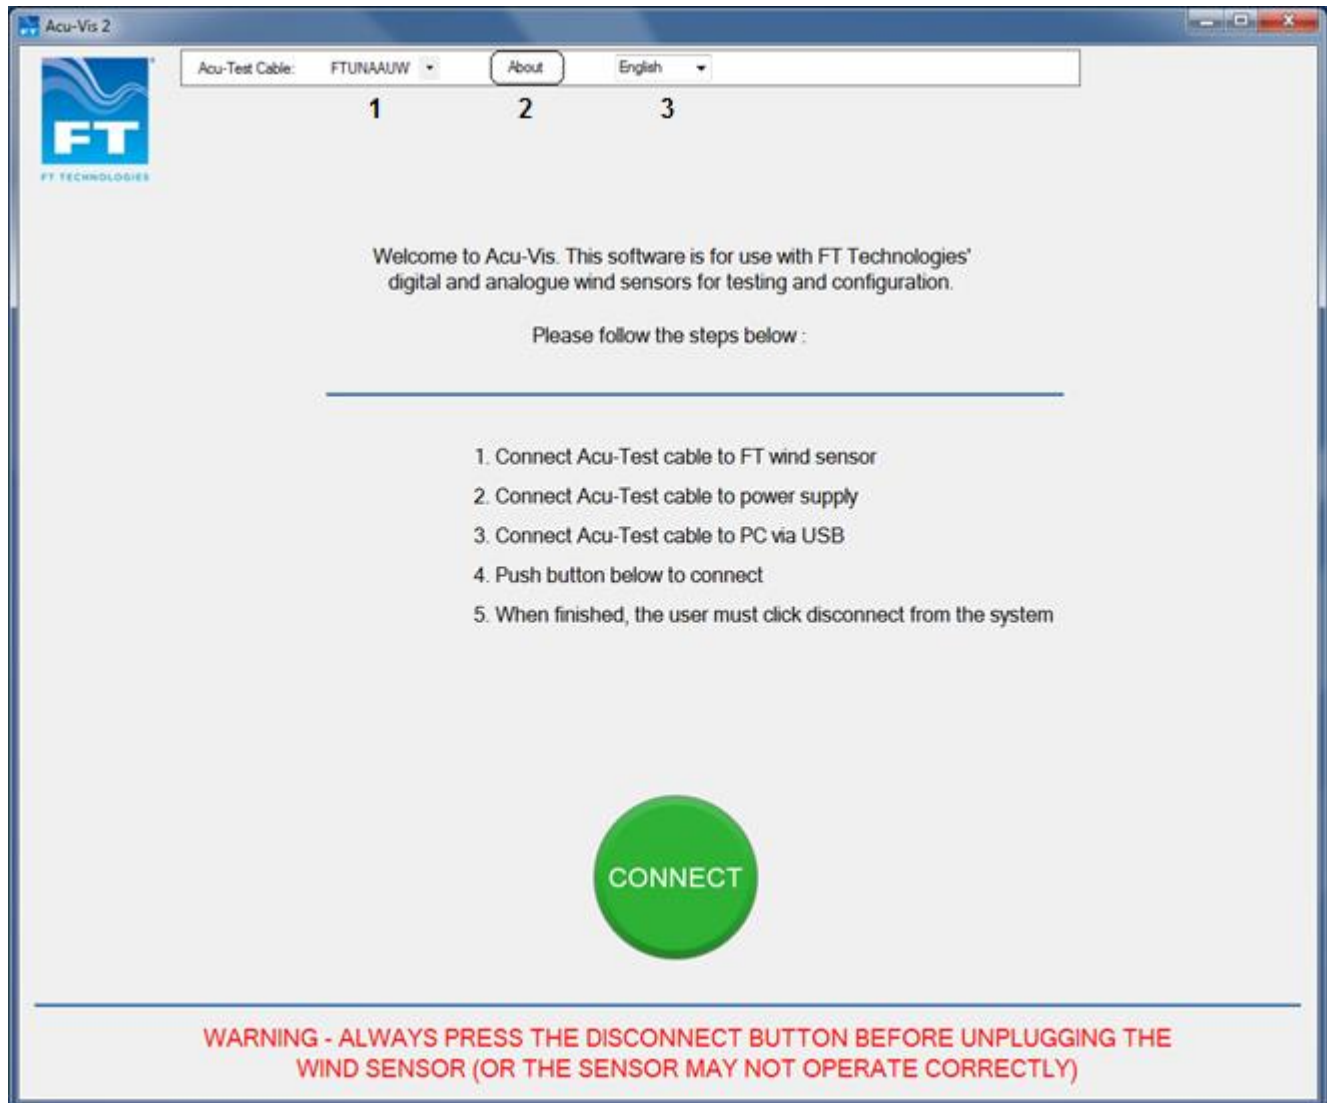 Acu-Vis 2
Acu-Test Cable: FTUNAAUW About English
1 2 3
FT
FT TECHNOLOGIES
Welcome to Acu-Vis. This software is for use with FT Technologies'
digital and analogue wind sensors for testing and configuration.
Please follow the steps below :
1. Connect Acu-Test cable to FT wind sensor
2. Connect Acu-Test cable to power supply
3. Connect Acu-Test cable to PC via USB
4. Push button below to connect
5. When finished, the user must click disconnect from the system
CONNECT
WARNING - ALWAYS PRESS THE DISCONNECT BUTTON BEFORE UNPLUGGING THE
WIND SENSOR (OR THE SENSOR MAY NOT OPERATE CORRECTLY)